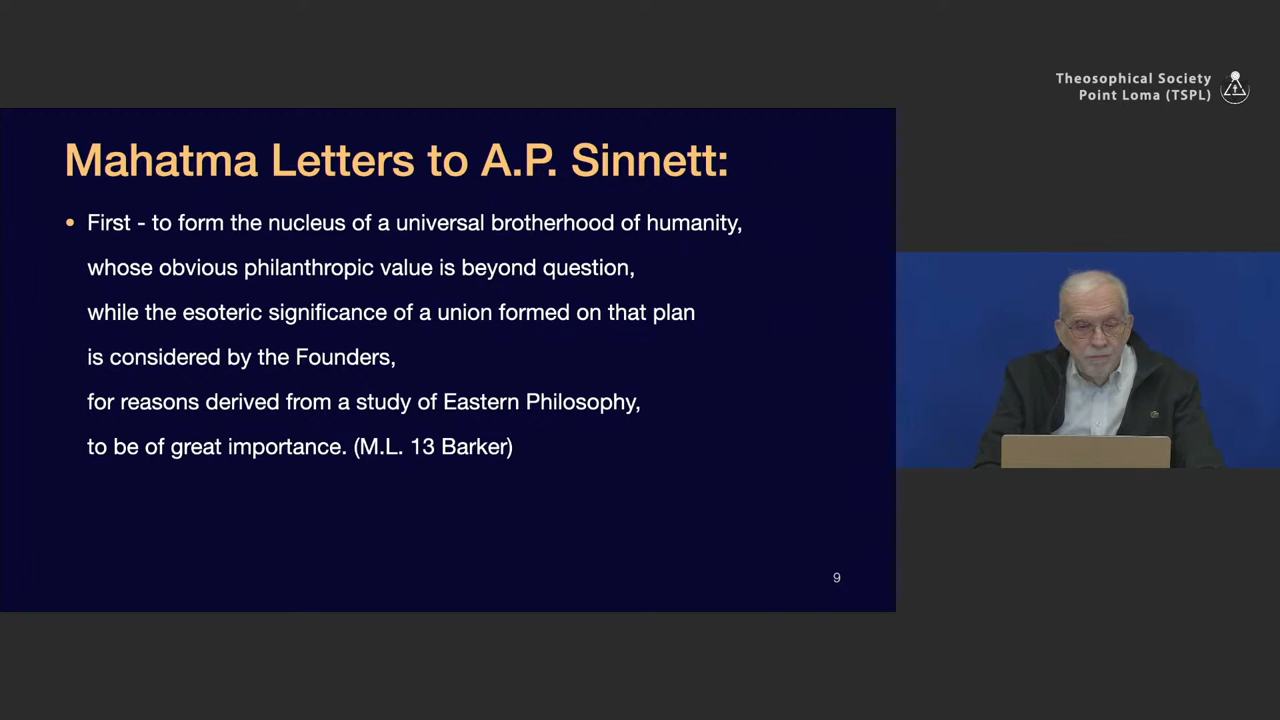 Theosophical Society
Point Loma (TSPL)
Mahatma Letters to A.P. Sinnett:
• First - to form the nucleus of a universal brotherhood of humanity,
whose obvious philanthropic value is beyond question,
while the esoteric significance of a union formed on that plan
is considered by the Founders,
for reasons derived from a study of Eastern Philosophy,
to be of great importance. (M.L. 13 Barker)
9